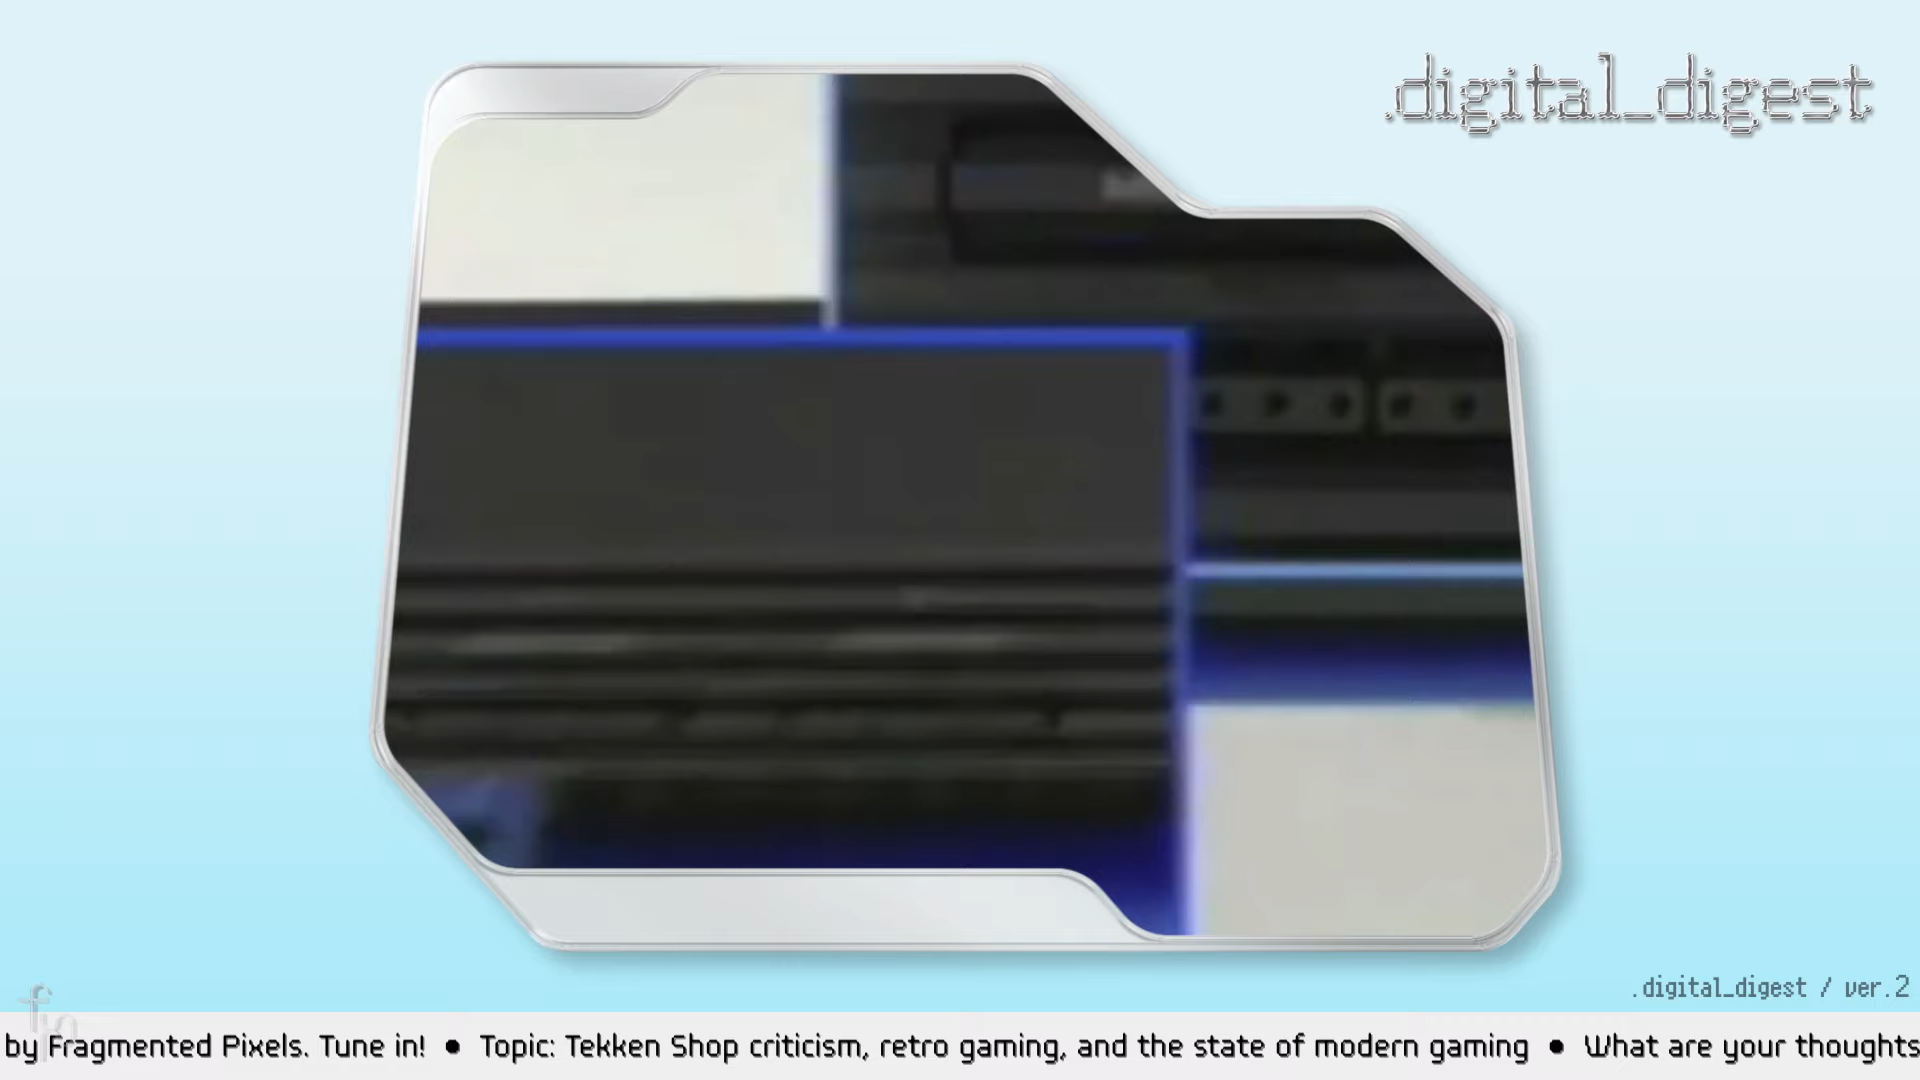 .digital_digest
.digital_digest / ver.2
by Fragmented Pixels. Tune in! ● Topic: Tekken Shop criticism, retro gaming, and the state of modern gaming ● What are your thoughts